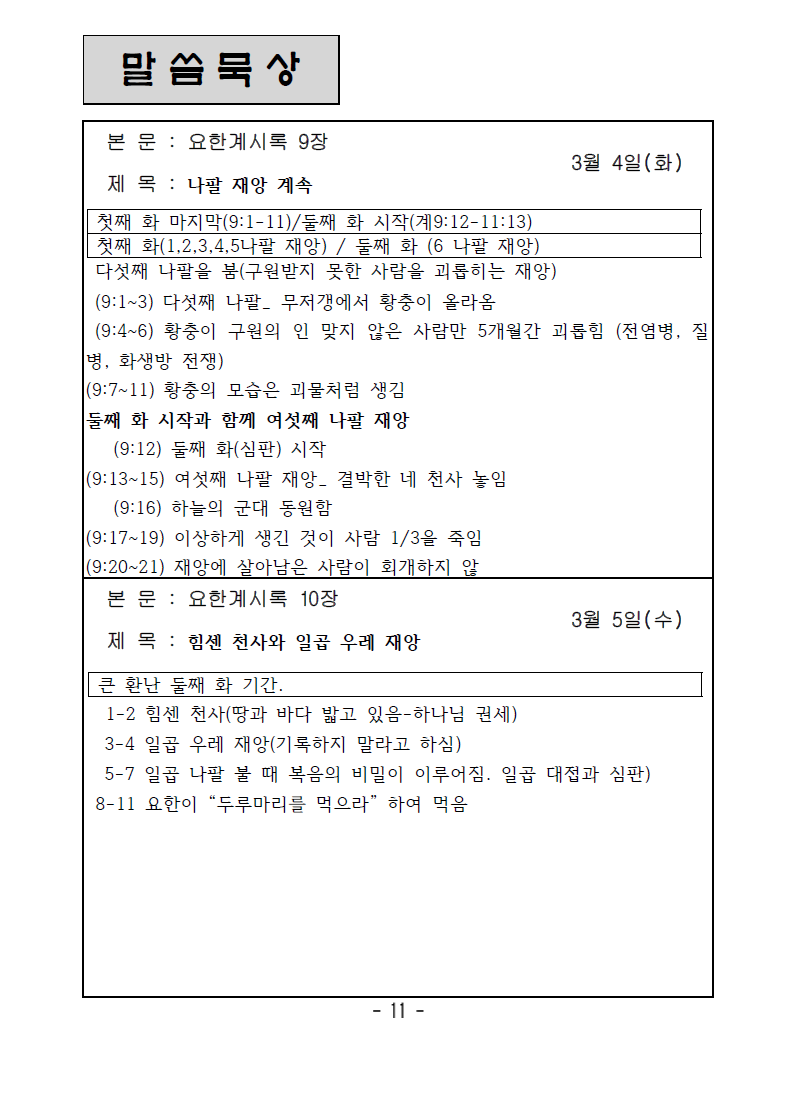 말씀묵상
본 문 : 요한계시록 9장
3월 4일(화)
제 목 : 나팔 재앙 계속
첫째 화 마지막(9:1-11)/둘째 화 시작(계9:12-11:13)
첫째 화(1,2,3,4,5나팔 재앙) / 둘째 화 (6 나팔 재앙)
다섯째 나팔을 붐(구원받지 못한 사람을 괴롭히는 재앙)
(9:1~3) 다섯째 나팔_ 무저갱에서 황충이 올라옴
(9:4~6) 황충이 구원의 인 맞지 않은 사람만 5개월간 괴롭힘 (전염병, 질
병, 화생방 전쟁)
(9:7~11) 황충의 모습은 괴물처럼 생김
둘째 화 시작과 함께 여섯째 나팔 재앙
(9:12) 둘째 화(심판) 시작
(9:13~15) 여섯째 나팔 재앙_ 결박한 네 천사 놓임
(9:16) 하늘의 군대 동원함
(9:17~19) 이상하게 생긴 것이 사람 1/3을 죽임
(9:20~21) 재앙에 살아남은 사람이 회개하지 않
본 문 : 요한계시록 10장
3월 5일(수)
제 목 : 힘센 천사와 일곱 우레 재앙
큰 환난 둘째 화 기간.
1-2 힘센 천사(땅과 바다 밟고 있음-하나님 권세)
3-4 일곱 우레 재앙(기록하지 말라고 하심)
5-7 일곱 나팔 불 때 복음의 비밀이 이루어짐. 일곱 대접과 심판)
8-11 요한이 “두루마리를 먹으라” 하여 먹음
- 11 -